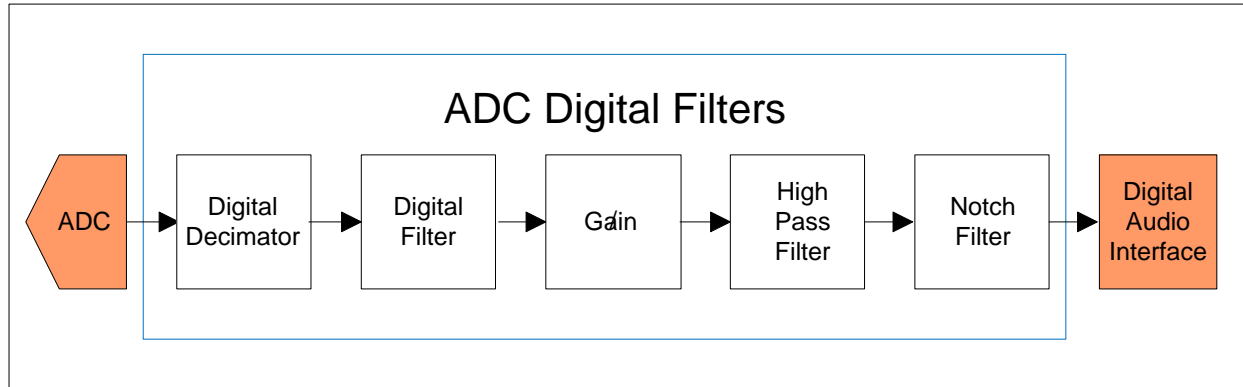 ADC Digital Filters
ADC
Digital
Decimator
Digital
Filter
Gain
High
Pass
Filter
Notch
Filter
Digital
Audio
Interface